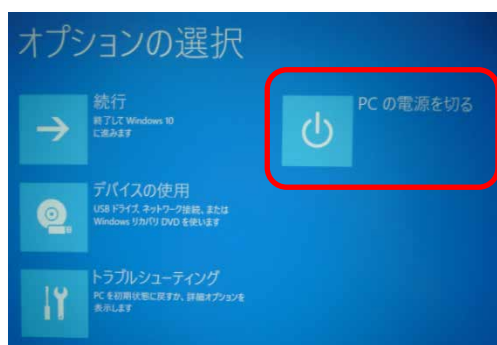 オプションの選択
続行
終了して Windows 10
に進みます
デバイスの使用
USB ドライブ、ネットワーク接続、または
Windows リカバリ DVD を使います
トラブルシューティング
PC を初期状態に戻すか、詳細オプションを
表示します
PC の電源を切る